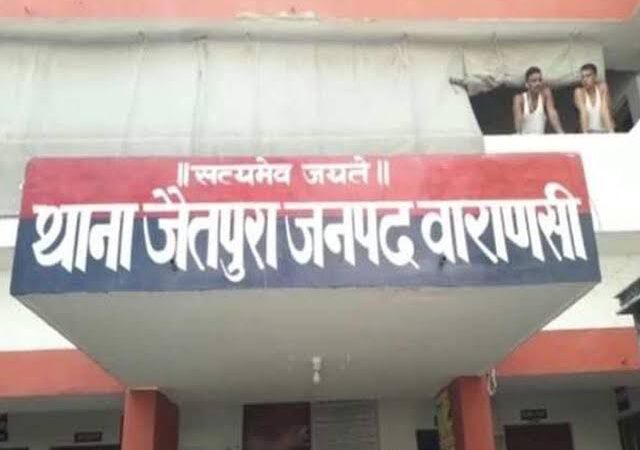 ॥सत्यमेव जयते॥
थाना जैतपुरा जनपद वाराणसी